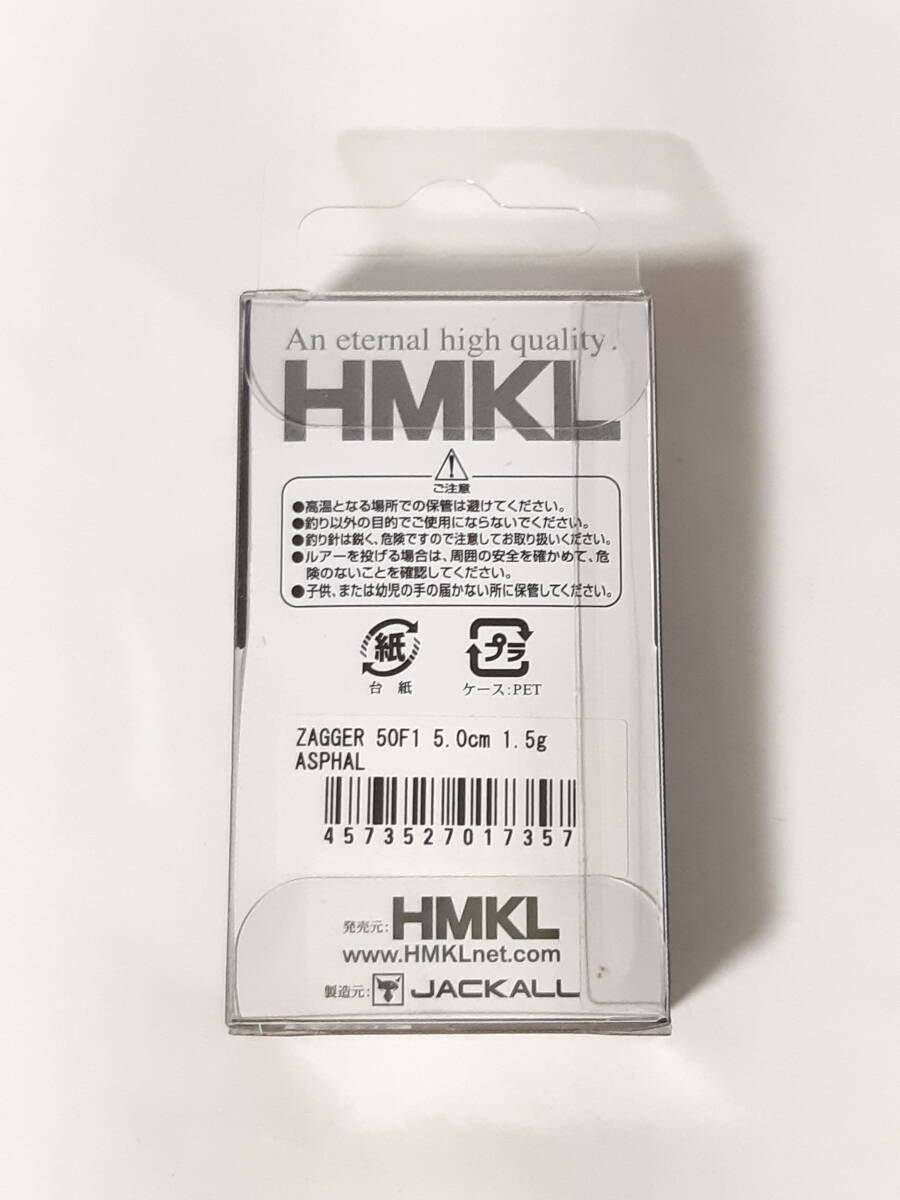 An eternal high quality.
HMKL
ご注意
●高温となる場所での保管は避けてください。
●釣り以外の目的でご使用にならないでください。
●釣り針は鋭く、危険ですので注意してお取り扱いください。
●ルアーを投げる場合は、周囲の安全を確かめて、危
険のないことを確認してください。
●子供、または幼児の手の届かない所に保管してください。
紙 プラ
台紙 ケース:PET
ZAGGER 50F1 5.0cm 1.5g
ASPHAL
4573527017357
発売元: HMKL
www.HMKLnet.com
製造元: JACKALL